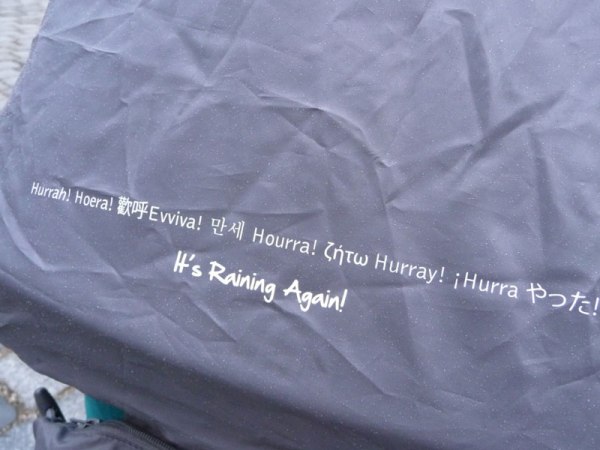 Hurrah! Hoera! 歡呼Evviva! 만세 Hourra! ζήτω Hurray! ¡Hurra やった!
It's Raining Again!